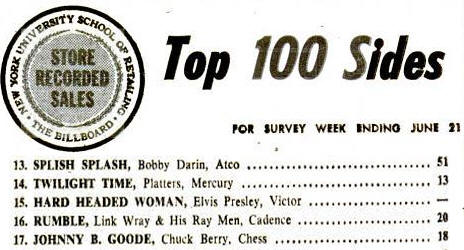 NEW YORK UNIVERSITY SCHOOL OF RETAILING • THE BILLBOARD •
STORE
RECORDED
SALES
Top 100 Sides
FOR SURVEY WEEK ENDING JUNE 21
13. SPLISH SPLASH, Bobby Darin, Atco .......... 51
14. TWILIGHT TIME, Platters, Mercury .......... 13
15. HARD HEADED WOMAN, Elvis Presley, Victor .......... —
16. RUMBLE, Link Wray & His Ray Men, Cadence .......... 20
17. JOHNNY B. GOODE, Chuck Berry, Chess .......... 18